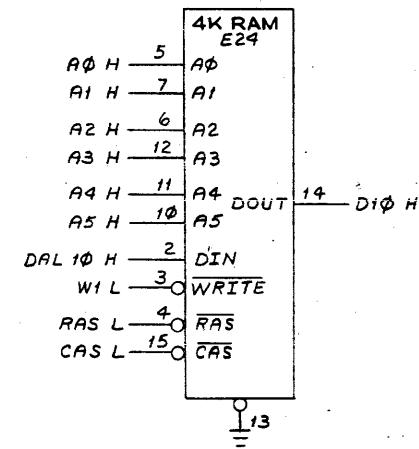 4K RAM
E24
AØ H 5 AØ
A1 H 7 A1
A2 H 6 A2
A3 H 12 A3
A4 H 11 A4
DOUT 14 D1Ø H
A5 H 1Ø A5
DAL 1Ø H 2 DIN
W1 L 3 WRITE
RAS L 4 RAS
CAS L 15 CAS
13